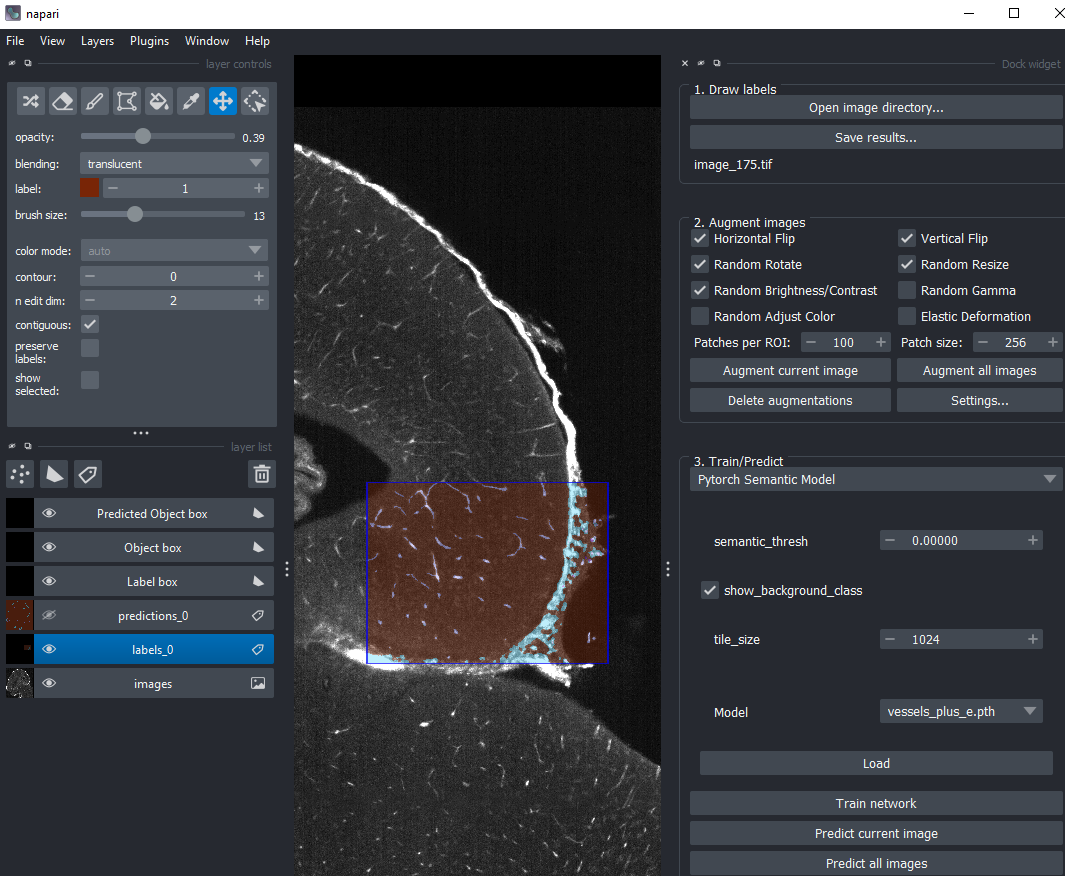 napari
File View Layers Plugins Window Help
layer controls
opacity: 0.39
blending: translucent
label: 1
brush size: 13
color mode: auto
contour: 0
n edit dim: 2
contiguous:
preserve
labels:
show
selected:
layer list
Predicted Object box
Object box
Label box
predictions_0
labels_0
images
Dock widget
1. Draw labels
Open image directory...
Save results...
image_175.tif
2. Augment images
Horizontal Flip Vertical Flip
Random Rotate Random Resize
Random Brightness/Contrast Random Gamma
Random Adjust Color Elastic Deformation
Patches per ROI: 100 Patch size: 256
Augment current image Augment all images
Delete augmentations Settings...
3. Train/Predict
Pytorch Semantic Model
semantic_thresh 0.00000
show_background_class
tile_size 1024
Model vessels_plus_e.pth
Load
Train network
Predict current image
Predict all images